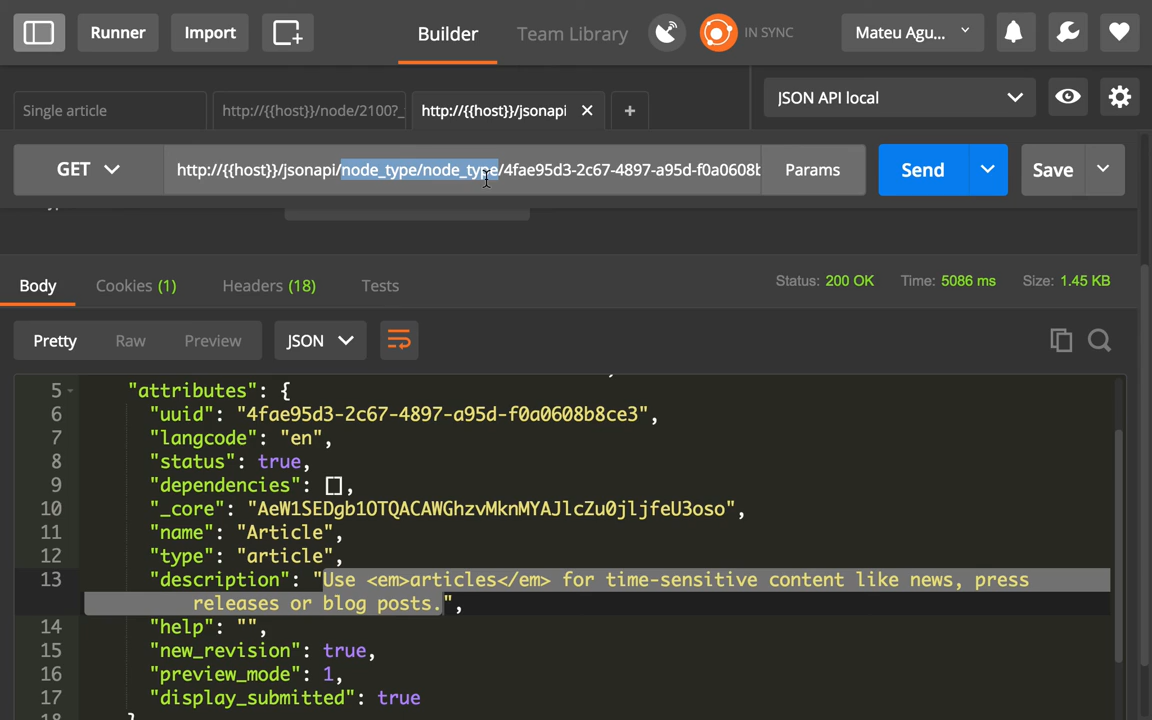 Runner
Import
Builder
Team Library
IN SYNC
Mateu Agu...
Single article
http://{{host}}/node/2100?_
http://{{host}}/jsonapi
JSON API local
GET
http://{{host}}/jsonapi/node_type/node_type/4fae95d3-2c67-4897-a95d-f0a0608b
Params
Send
Save
Body
Cookies (1)
Headers (18)
Tests
Status: 200 OK
Time: 5086 ms
Size: 1.45 KB
Pretty
Raw
Preview
JSON
5 "attributes": {
6 "uuid": "4fae95d3-2c67-4897-a95d-f0a0608b8ce3",
7 "langcode": "en",
8 "status": true,
9 "dependencies": [],
10 "_core": "AeW1SEDgb1OTQACAWGhzvMknMYAJlcZu0jljfeU3oso",
11 "name": "Article",
12 "type": "article",
13 "description": "Use <em>articles</em> for time-sensitive content like news, press
releases or blog posts.",
14 "help": "",
15 "new_revision": true,
16 "preview_mode": 1,
17 "display_submitted": true
18 }